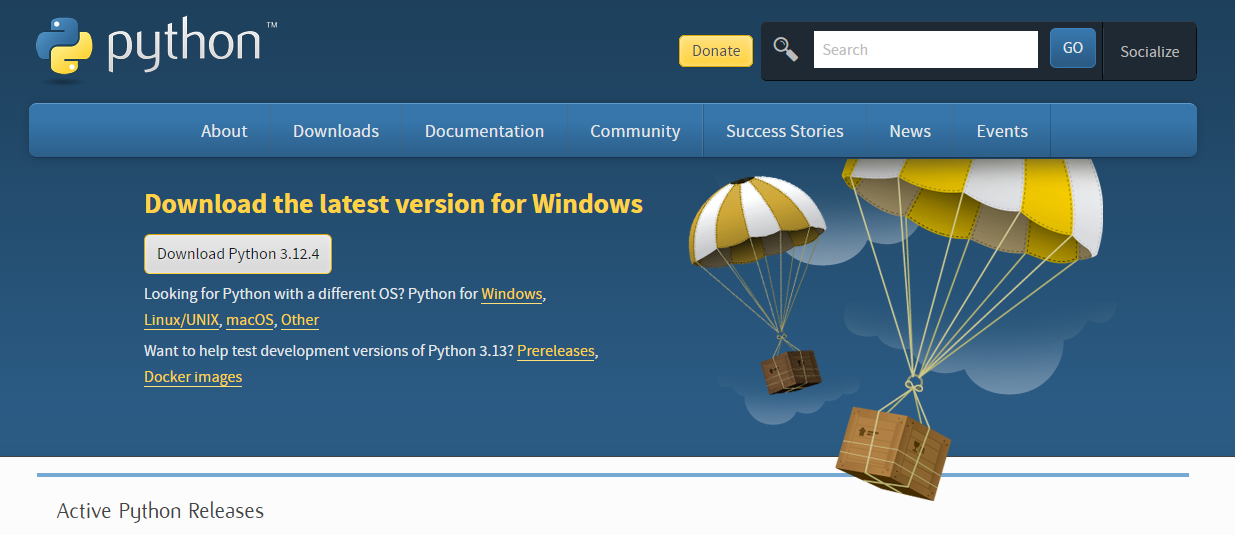 python™
Donate
Search
GO
Socialize
About
Downloads
Documentation
Community
Success Stories
News
Events
Download the latest version for Windows
Download Python 3.12.4
Looking for Python with a different OS? Python for Windows,
Linux/UNIX, macOS, Other
Want to help test development versions of Python 3.13? Prereleases,
Docker images
Active Python Releases